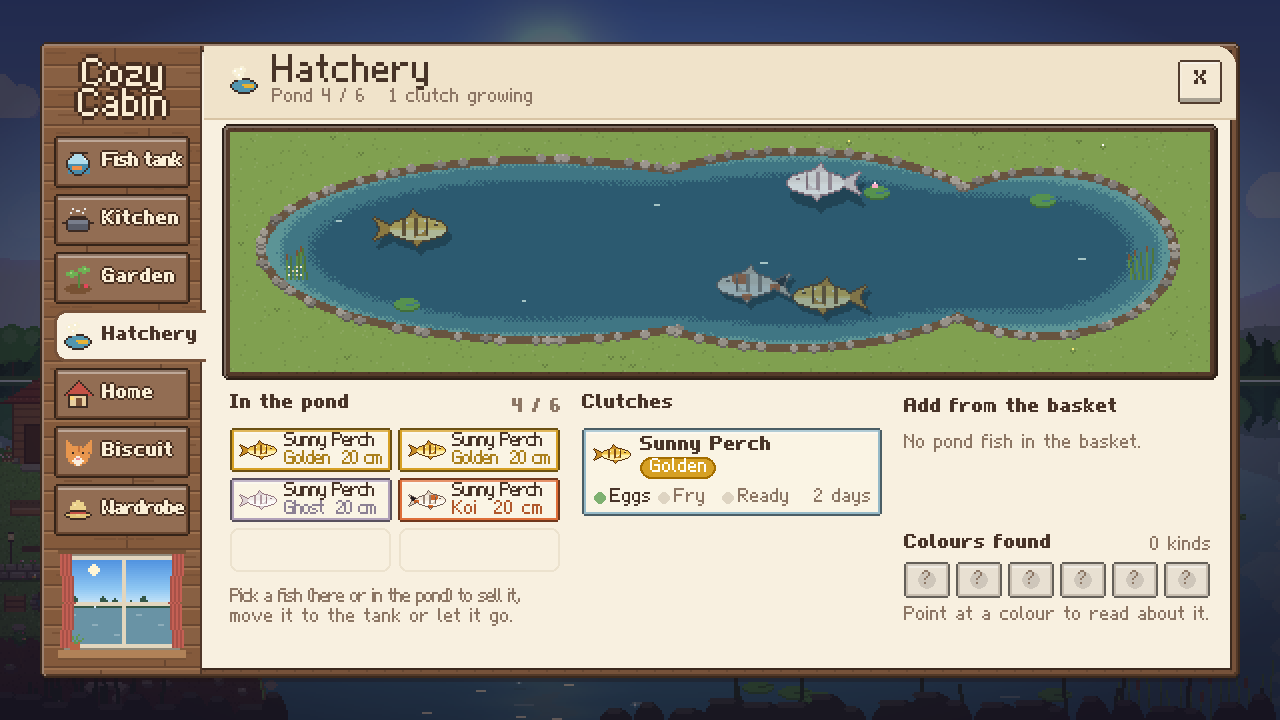 Cozy
Cabin
Fish tank
Kitchen
Garden
Hatchery
Home
Biscuit
Wardrobe
Hatchery
Pond 4 / 6 1 clutch growing
X
In the pond 4 / 6
Sunny Perch
Golden 20 cm
Sunny Perch
Golden 20 cm
Sunny Perch
Ghost 20 cm
Sunny Perch
Koi 20 cm
Pick a fish (here or in the pond) to sell it,
move it to the tank or let it go.
Clutches
Sunny Perch
Golden
Eggs Fry Ready 2 days
Add from the basket
No pond fish in the basket.
Colours found 0 kinds
? ? ? ? ? ?
Point at a colour to read about it.